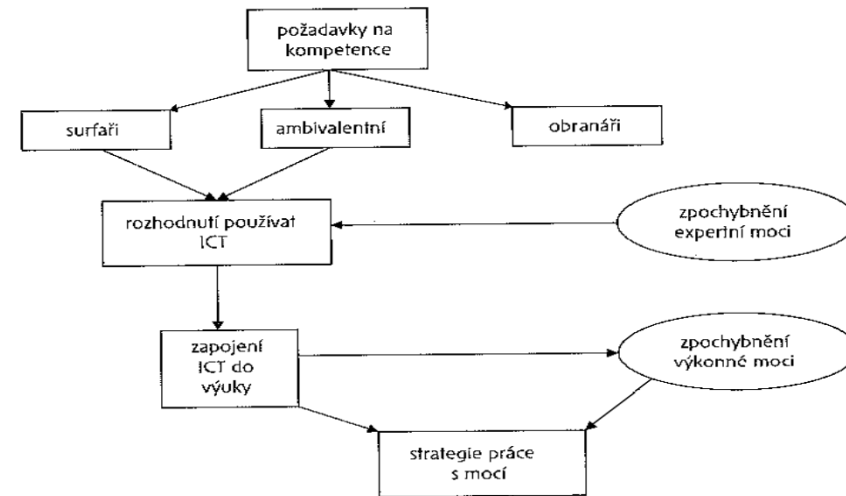 požadavky na
kompetence
surfaři
ambivalentní
obranáři
rozhodnutí používat
ICT
zpochybnění
expertní moci
zapojení
ICT do
výuky
zpochybnění
výkonné moci
strategie práce
s mocí